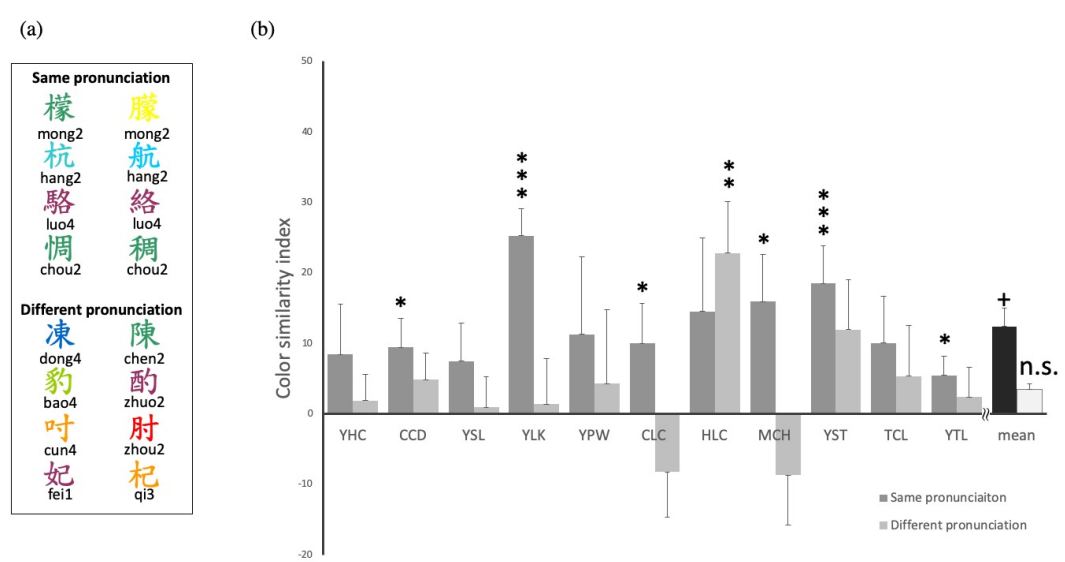 (a)
Same pronunciation
檬 朦
mong2 mong2
杭 航
hang2 hang2
駱 絡
luo4 luo4
惆 稠
chou2 chou2
Different pronunciation
凍 陳
dong4 chen2
豹 酌
bao4 zhuo2
吋 肘
cun4 zhou2
妃 杞
fei1 qi3
(b)
Color similarity index
50
40
30
20
10
0
-10
-20
*
***
*
**
*
***
*
+
n.s.
YHC CCD YSL YLK YPW CLC HLC MCH YST TCL YTL mean
Same pronunciaiton
Different pronunciation